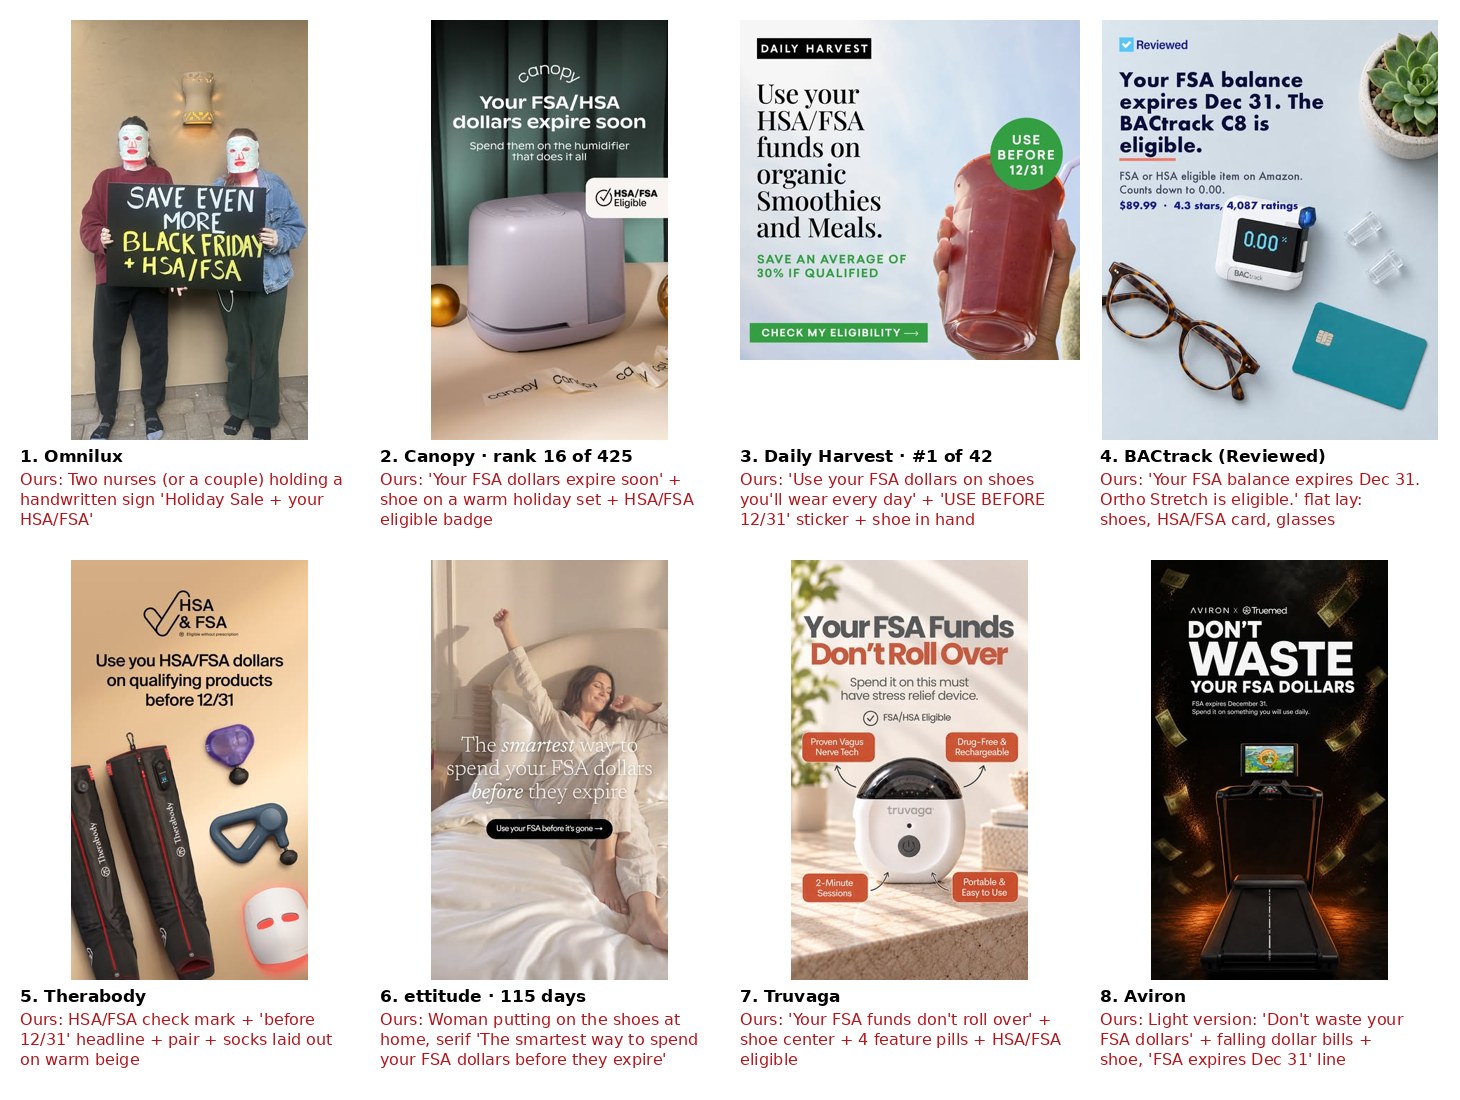 SAVE EVEN
MORE
BLACK FRIDAY
+ HSA/FSA
1. Omnilux
Ours: Two nurses (or a couple) holding a
handwritten sign 'Holiday Sale + your
HSA/FSA'
canopy
Your FSA/HSA
dollars expire soon
Spend them on the humidifier
that does it all
HSA/FSA
Eligible
canopy
2. Canopy · rank 16 of 425
Ours: 'Your FSA dollars expire soon' +
shoe on a warm holiday set + HSA/FSA
eligible badge
DAILY HARVEST
Use your
HSA/FSA
funds on
organic
Smoothies
and Meals.
USE
BEFORE
12/31
SAVE AN AVERAGE OF
30% IF QUALIFIED
CHECK MY ELIGIBILITY →
3. Daily Harvest · #1 of 42
Ours: 'Use your FSA dollars on shoes
you'll wear every day' + 'USE BEFORE
12/31' sticker + shoe in hand
Reviewed
Your FSA balance
expires Dec 31. The
BACtrack C8 is
eligible.
FSA or HSA eligible item on Amazon.
Counts down to 0.00.
$89.99 · 4.3 stars, 4,087 ratings
0.00 %
BACtrack
4. BACtrack (Reviewed)
Ours: 'Your FSA balance expires Dec 31.
Ortho Stretch is eligible.' flat lay:
shoes, HSA/FSA card, glasses
HSA
& FSA
Eligible without prescription
Use you HSA/FSA dollars
on qualifying products
before 12/31
Therabody
Therabody
5. Therabody
Ours: HSA/FSA check mark + 'before
12/31' headline + pair + socks laid out
on warm beige
The smartest way to
spend your FSA dollars
before they expire
Use your FSA before it's gone →
6. ettitude · 115 days
Ours: Woman putting on the shoes at
home, serif 'The smartest way to spend
your FSA dollars before they expire'
Your FSA Funds
Don't Roll Over
Spend it on this must
have stress relief device.
FSA/HSA Eligible
Proven Vagus
Nerve Tech
Drug-Free &
Rechargeable
truvaga
2-Minute
Sessions
Portable &
Easy to Use
7. Truvaga
Ours: 'Your FSA funds don't roll over' +
shoe center + 4 feature pills + HSA/FSA
eligible
AVIRON X Truemed
DON'T
WASTE
YOUR FSA DOLLARS
FSA expires December 31.
Spend it on something you will use daily.
8. Aviron
Ours: Light version: 'Don't waste your
FSA dollars' + falling dollar bills +
shoe, 'FSA expires Dec 31' line